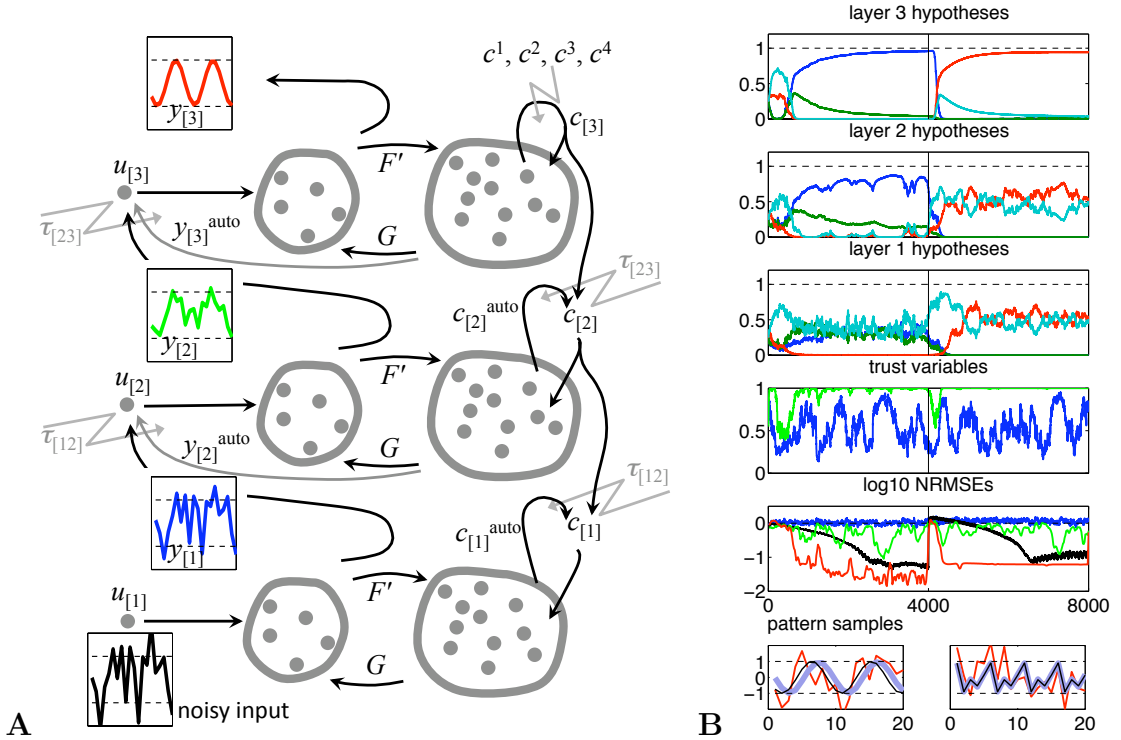 c¹, c², c³, c⁴
c[3]
y[3]
F′
u[3]
τ[23]
y[3]auto
G
τ[23]
c[2]auto
c[2]
y[2]
F′
u[2]
τ[12]
y[2]auto
G
τ[12]
c[1]auto
c[1]
y[1]
F′
u[1]
G
noisy input
A
layer 3 hypotheses
1
0.5
0
layer 2 hypotheses
1
0.5
0
layer 1 hypotheses
1
0.5
0
trust variables
1
0.5
0
log10 NRMSEs
0
−1
−2
0 4000 8000
pattern samples
1
0
−1
0 10 20
0 10 20
B